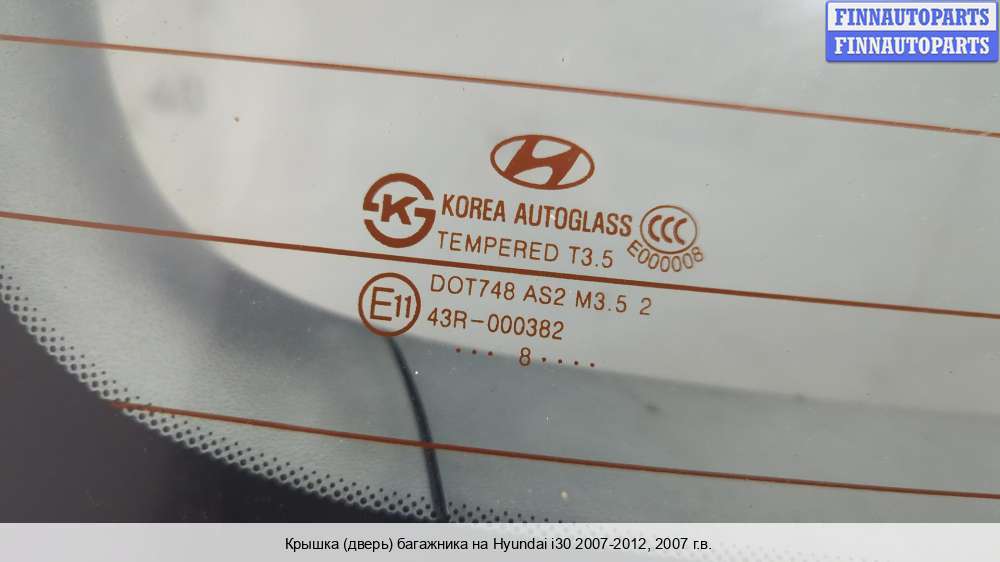 FINNAUTOPARTS
FINNAUTOPARTS
H
KS
KOREA AUTOGLASS
CCC
TEMPERED T3.5
E000008
E11
DOT748 AS2 M3.5 2
43R-000382
... 8 ....
Крышка (дверь) багажника на Hyundai i30 2007-2012, 2007 г.в.